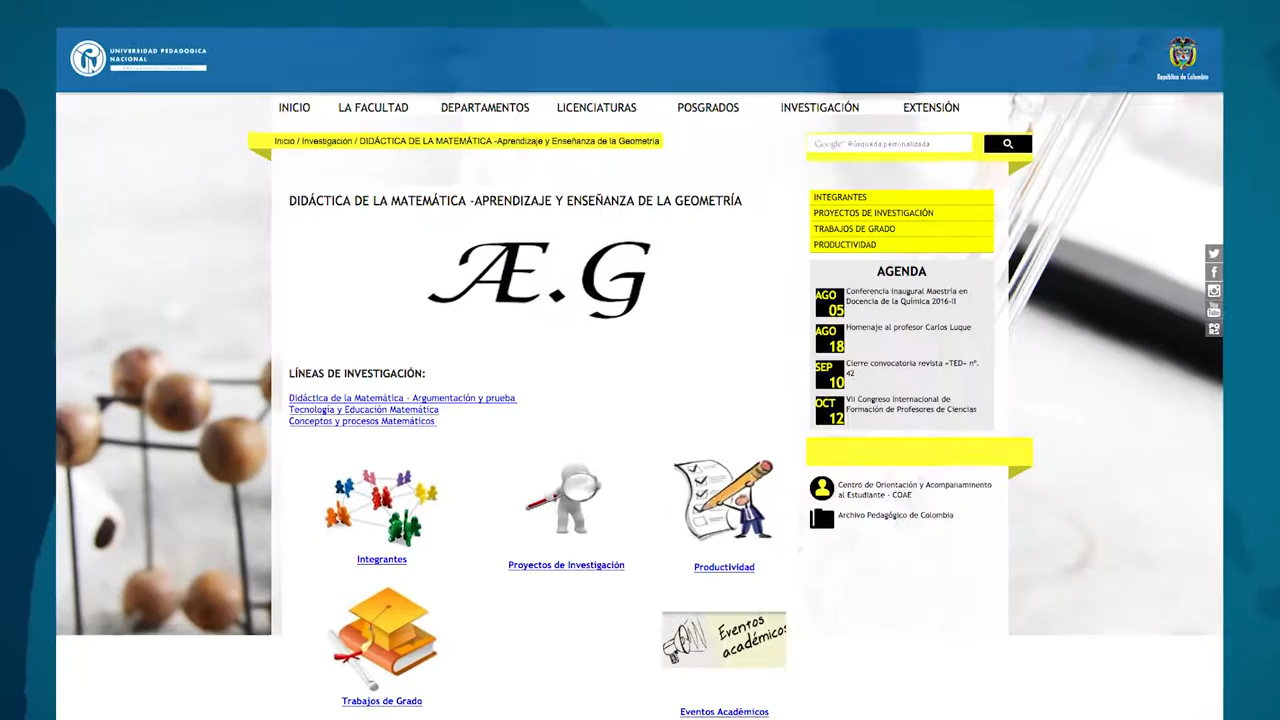 UNIVERSIDAD PEDAGOGICA
NACIONAL
República de Colombia
INICIO
LA FACULTAD
DEPARTAMENTOS
LICENCIATURAS
POSGRADOS
INVESTIGACIÓN
EXTENSIÓN
Inicio / Investigación / DIDÁCTICA DE LA MATEMÁTICA -Aprendizaje y Enseñanza de la Geometría
Google Búsqueda personalizada
DIDÁCTICA DE LA MATEMÁTICA -APRENDIZAJE Y ENSEÑANZA DE LA GEOMETRÍA
Æ.G
LÍNEAS DE INVESTIGACIÓN:
Didáctica de la Matemática - Argumentación y prueba
Tecnología y Educación Matemática
Conceptos y procesos Matemáticos
Integrantes
Proyectos de Investigación
Productividad
Eventos
académicos
Trabajos de Grado
Eventos Académicos
INTEGRANTES
PROYECTOS DE INVESTIGACIÓN
TRABAJOS DE GRADO
PRODUCTIVIDAD
AGENDA
AGO
05
Conferencia inaugural Maestría en
Docencia de la Química 2016-II
AGO
18
Homenaje al profesor Carlos Luque
SEP
10
Cierre convocatoria revista «TED» nº.
42
OCT
12
VII Congreso Internacional de
Formación de Profesores de Ciencias
Centro de Orientación y Acompañamiento
al Estudiante - COAE
Archivo Pedagógico de Colombia
You
Tube